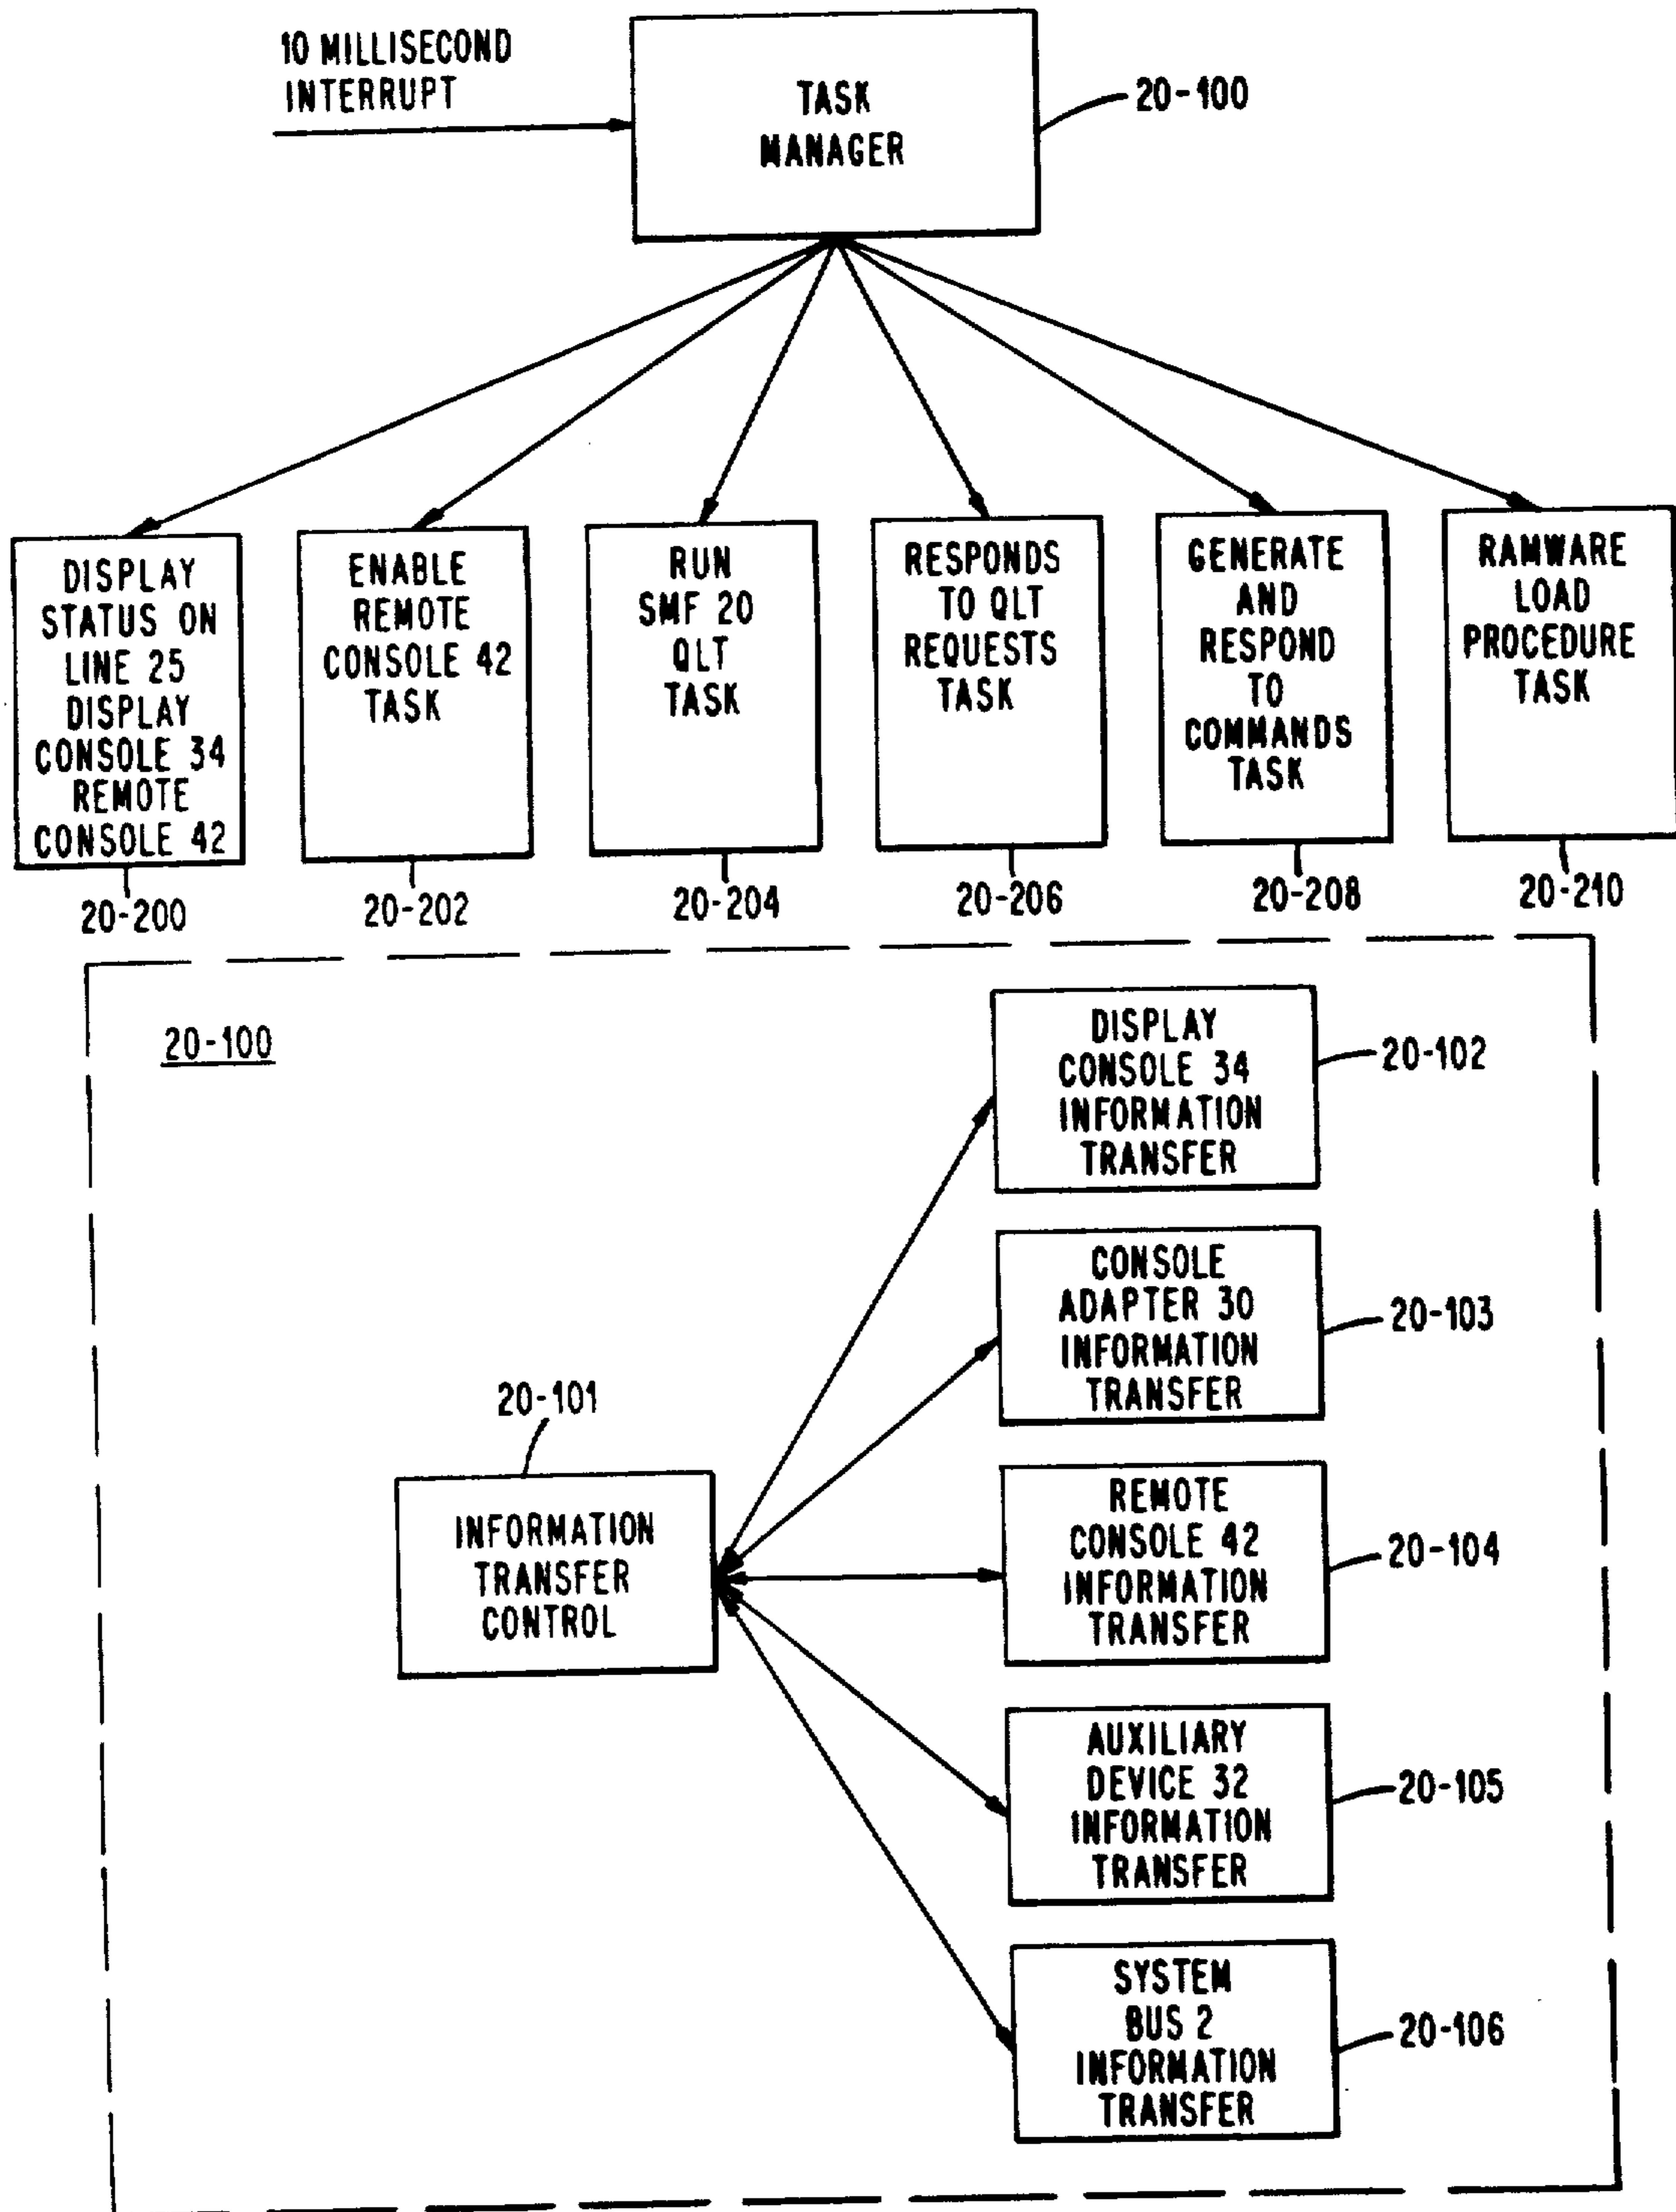 10 MILLISECOND
INTERRUPT
TASK
MANAGER
20-100
DISPLAY
STATUS ON
LINE 25
DISPLAY
CONSOLE 34
REMOTE
CONSOLE 42
20-200
ENABLE
REMOTE
CONSOLE 42
TASK
20-202
RUN
SMF 20
QLT
TASK
20-204
RESPONDS
TO QLT
REQUESTS
TASK
20-206
GENERATE
AND
RESPOND
TO
COMMANDS
TASK
20-208
RAMWARE
LOAD
PROCEDURE
TASK
20-210
20-100
20-101
INFORMATION
TRANSFER
CONTROL
DISPLAY
CONSOLE 34
INFORMATION
TRANSFER
20-102
CONSOLE
ADAPTER 30
INFORMATION
TRANSFER
20-103
REMOTE
CONSOLE 42
INFORMATION
TRANSFER
20-104
AUXILIARY
DEVICE 32
INFORMATION
TRANSFER
20-105
SYSTEM
BUS 2
INFORMATION
TRANSFER
20-106